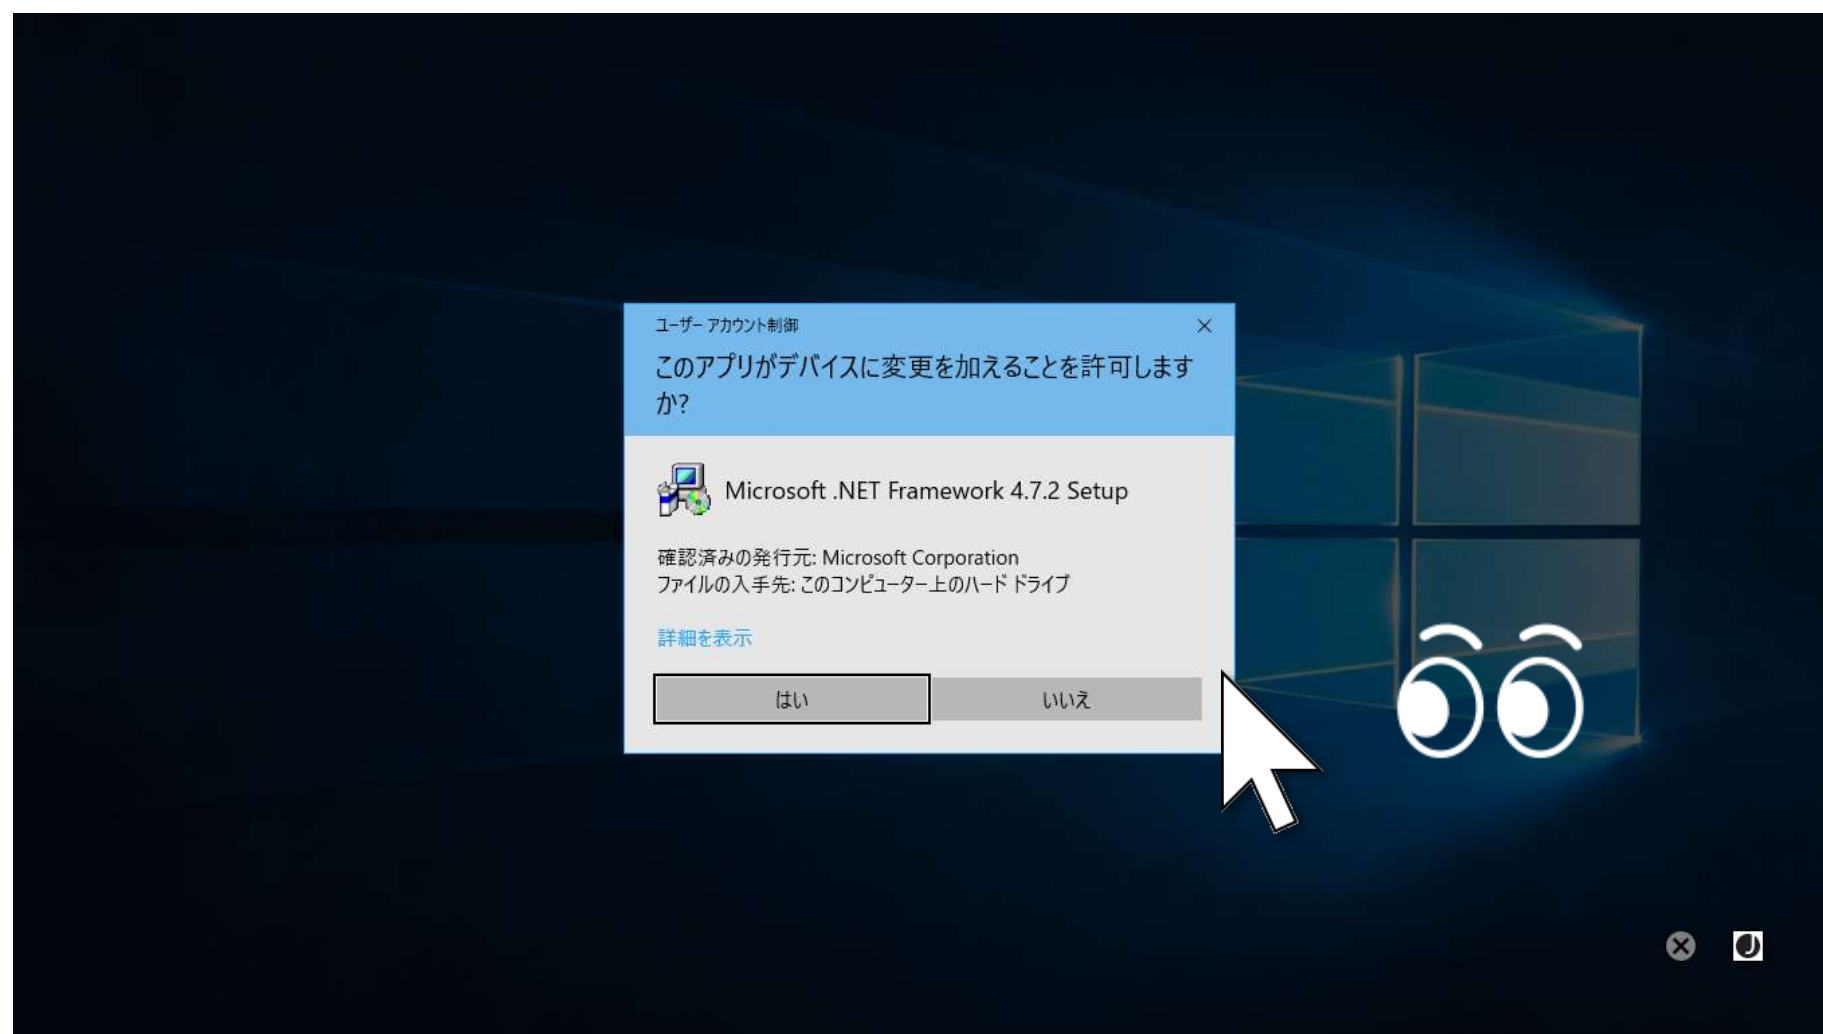 ユーザー アカウント制御
このアプリがデバイスに変更を加えることを許可します
か?
Microsoft .NET Framework 4.7.2 Setup
確認済みの発行元: Microsoft Corporation
ファイルの入手先: このコンピューター上のハード ドライブ
詳細を表示
はい
いいえ
J